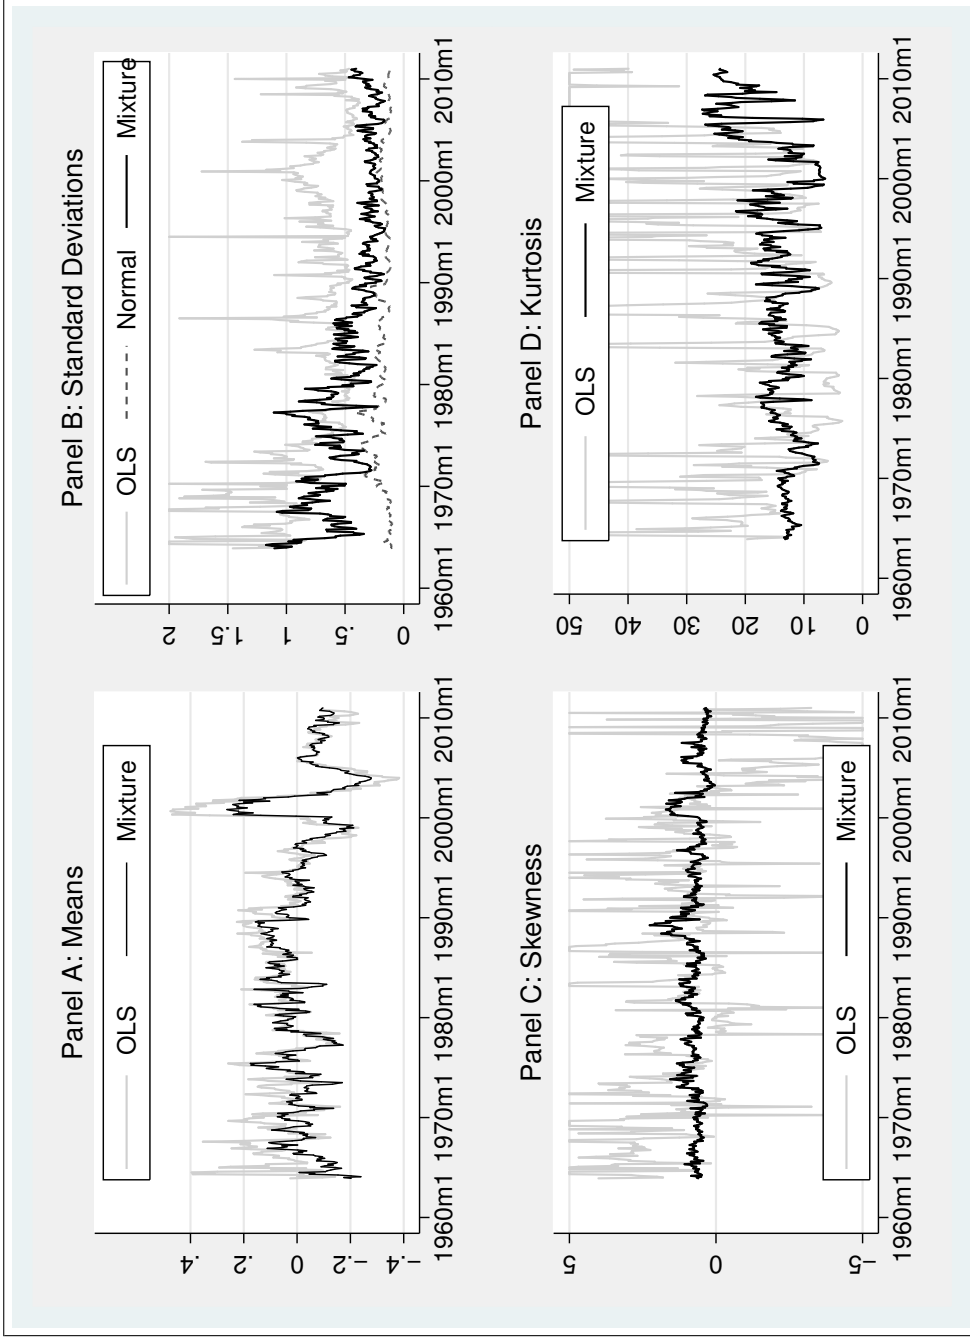 Panel A: Means
OLS
Mixture
.4
.2
0
-.2
-.4
1960m1
1970m1
1980m1
1990m1
2000m1
2010m1
Panel B: Standard Deviations
OLS
Normal
Mixture
2
1.5
1
.5
0
1960m1
1970m1
1980m1
1990m1
2000m1
2010m1
Panel C: Skewness
5
0
-5
OLS
Mixture
1960m1
1970m1
1980m1
1990m1
2000m1
2010m1
Panel D: Kurtosis
OLS
Mixture
50
40
30
20
10
0
1960m1
1970m1
1980m1
1990m1
2000m1
2010m1